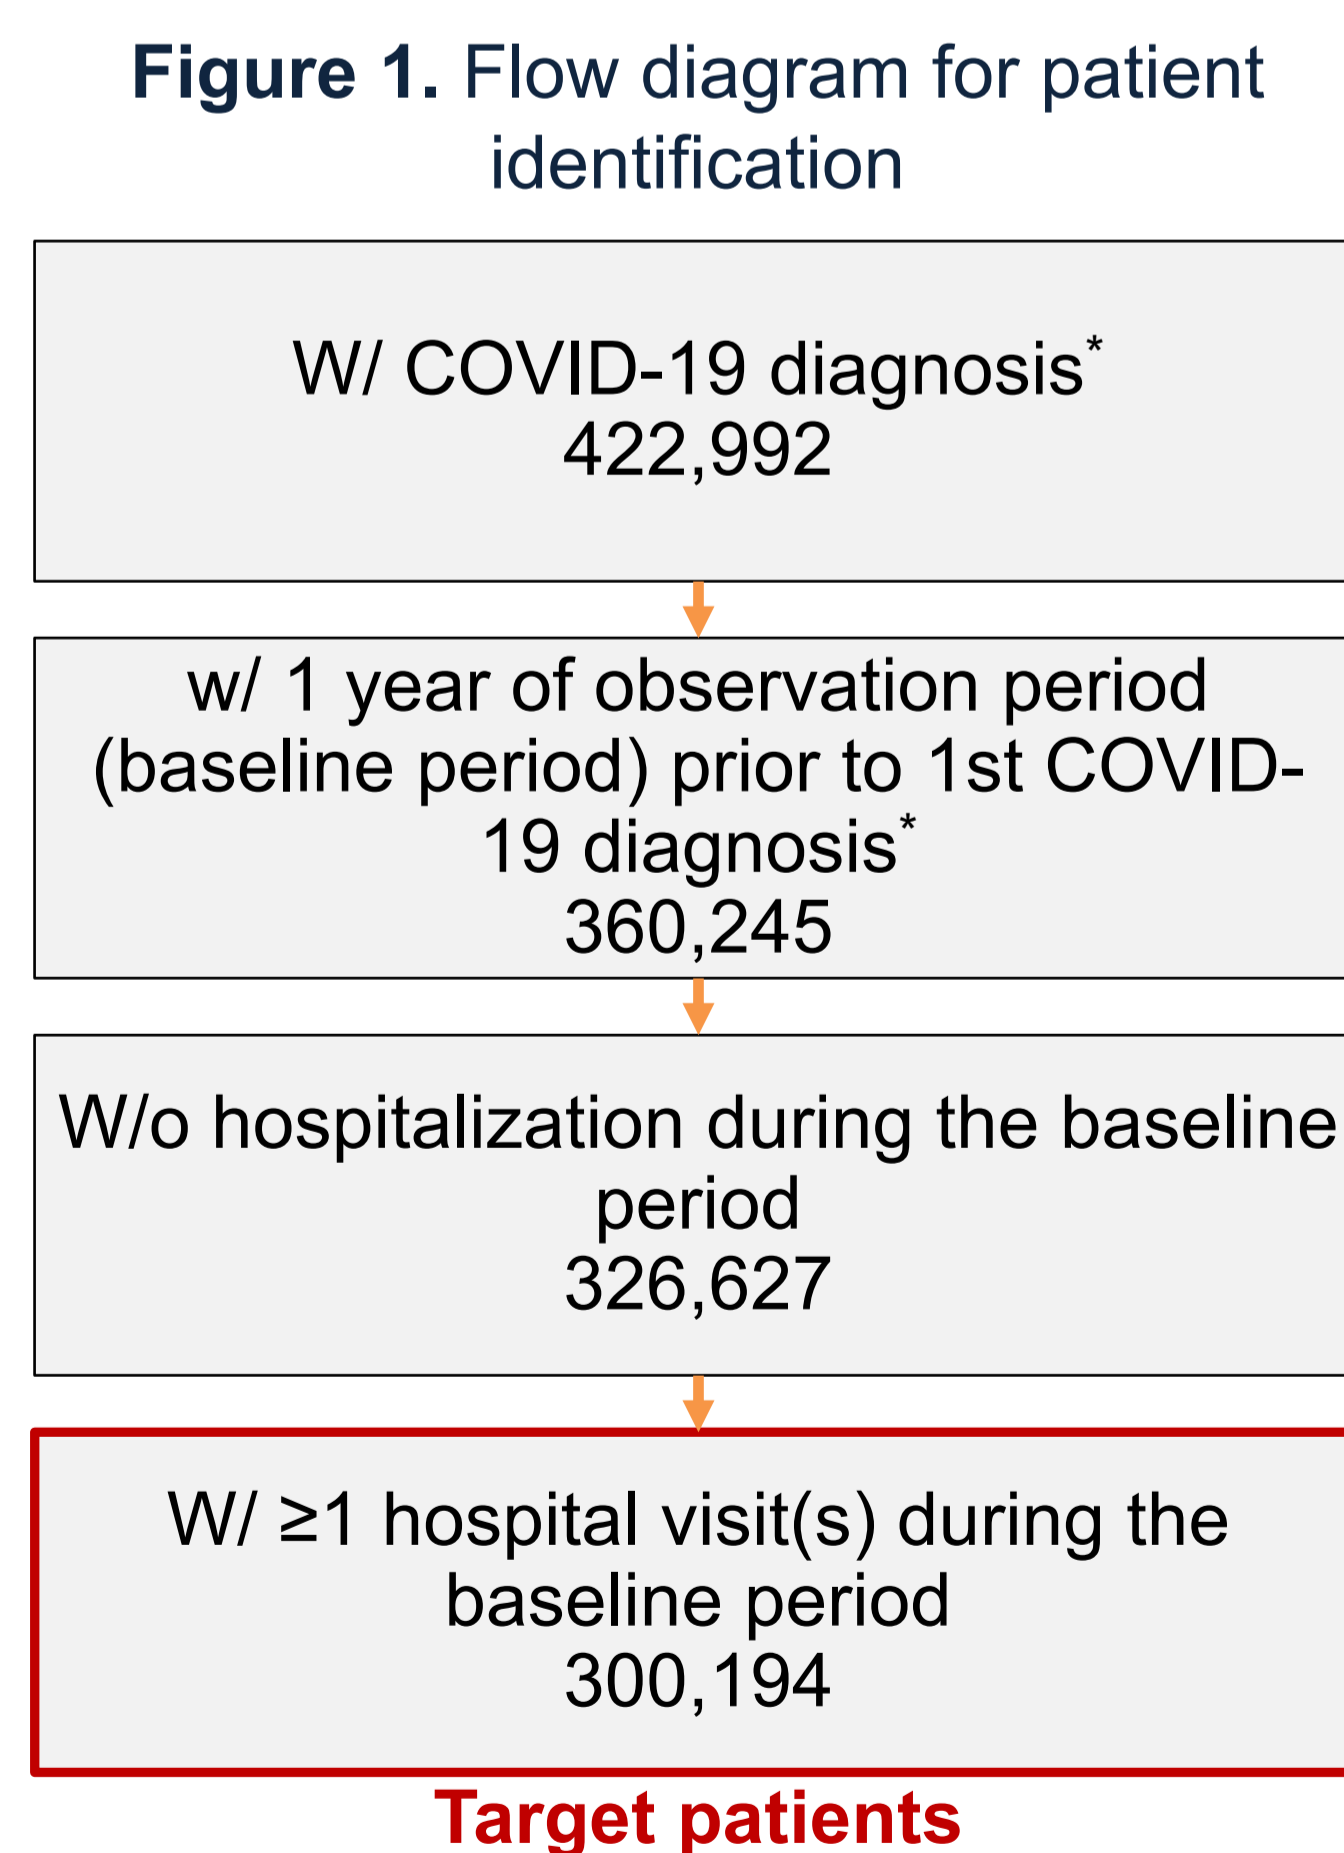 Figure 1. Flow diagram for patient
identification
W/ COVID-19 diagnosis*
422,992
w/ 1 year of observation period
(baseline period) prior to 1st COVID-
19 diagnosis*
360,245
W/o hospitalization during the baseline
period
326,627
W/ ≥1 hospital visit(s) during the
baseline period
300,194
Target patients